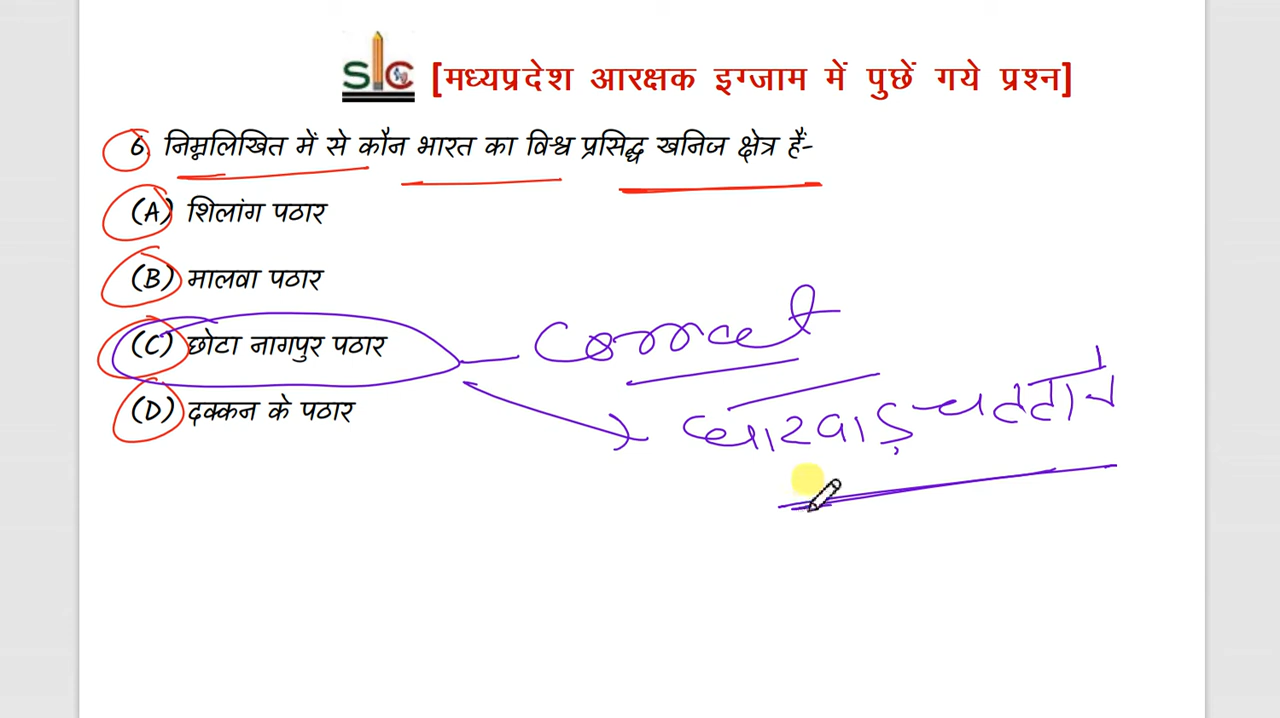 SIC [मध्यप्रदेश आरक्षक इग्जाम में पुछें गये प्रश्न]
6. निम्नलिखित में से कौन भारत का विश्व प्रसिद्ध खनिज क्षेत्र हैं-
(A) शिलांग पठार
(B) मालवा पठार
(C) छोटा नागपुर पठार
correct
(D) दक्कन के पठार
धारवाड़ चट्टान